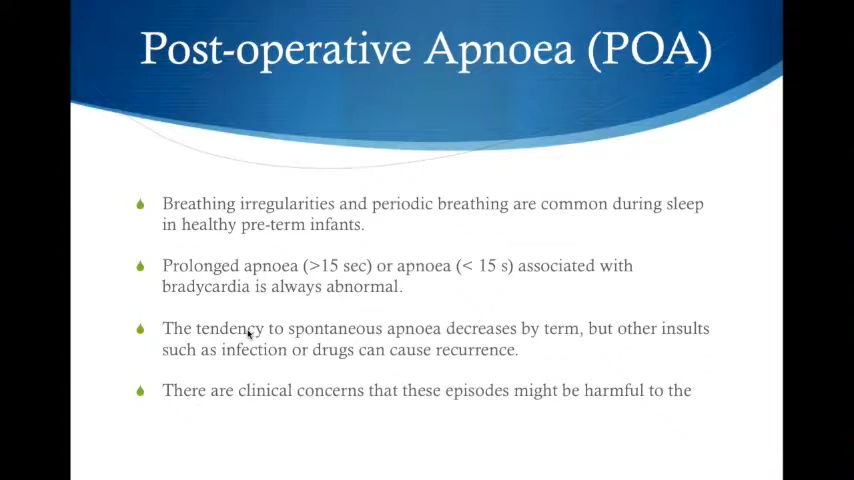 Post-operative Apnoea (POA)
Breathing irregularities and periodic breathing are common during sleep
in healthy pre-term infants.
Prolonged apnoea (>15 sec) or apnoea (< 15 s) associated with
bradycardia is always abnormal.
The tendency to spontaneous apnoea decreases by term, but other insults
such as infection or drugs can cause recurrence.
There are clinical concerns that these episodes might be harmful to the